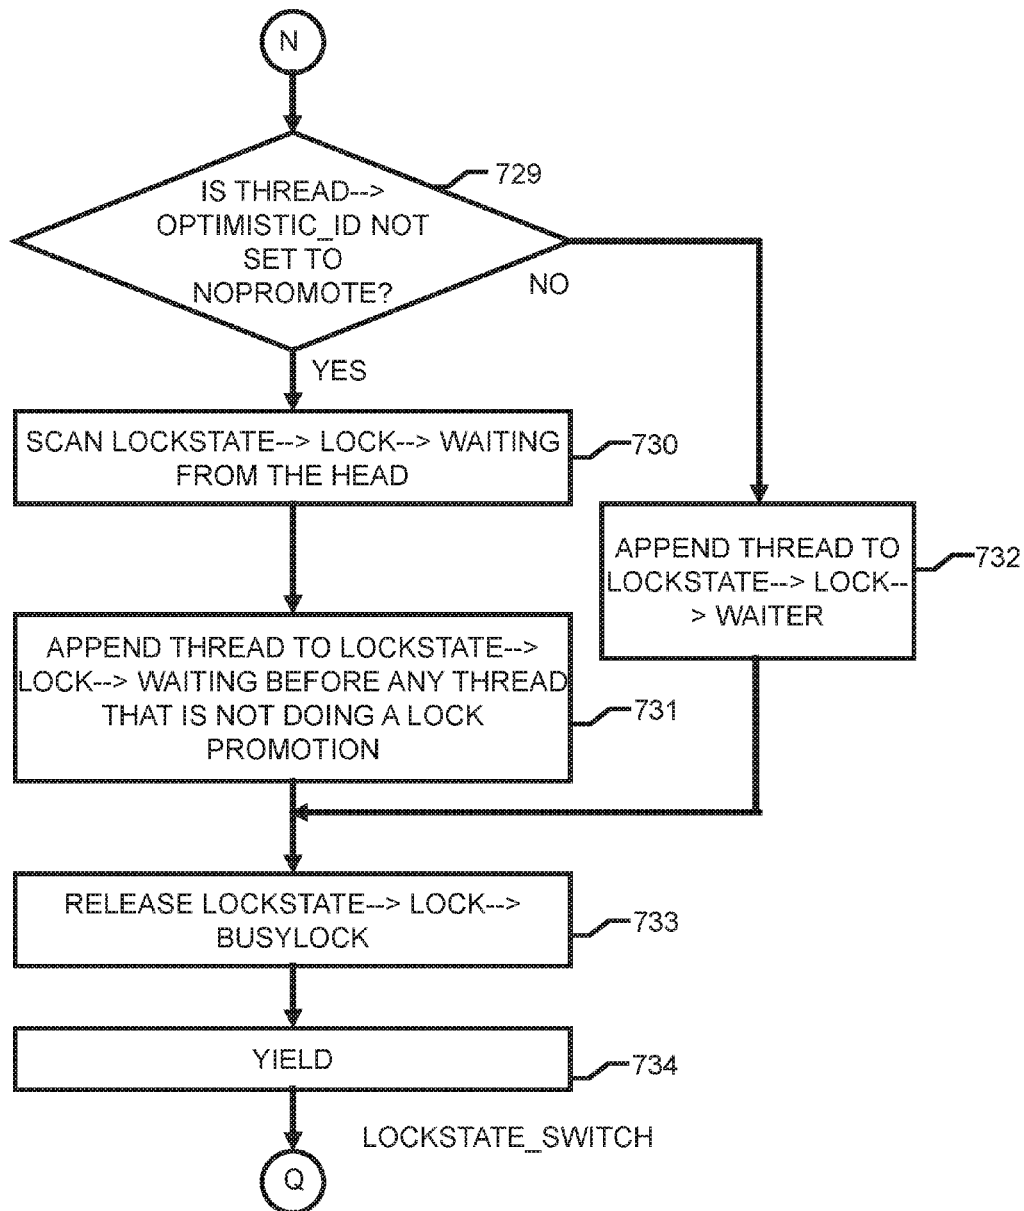 N
IS THREAD-->
OPTIMISTIC_ID NOT
SET TO
NOPROMOTE?
729
NO
YES
SCAN LOCKSTATE--> LOCK--> WAITING
FROM THE HEAD
730
APPEND THREAD TO
LOCKSTATE--> LOCK--
> WAITER
732
APPEND THREAD TO LOCKSTATE-->
LOCK--> WAITING BEFORE ANY THREAD
THAT IS NOT DOING A LOCK
PROMOTION
731
RELEASE LOCKSTATE--> LOCK-->
BUSYLOCK
733
YIELD
734
LOCKSTATE_SWITCH
Q